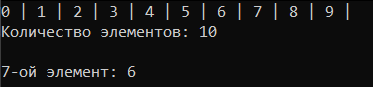 0 | 1 | 2 | 3 | 4 | 5 | 6 | 7 | 8 | 9 |
Количество элементов: 10
7-ой элемент: 6